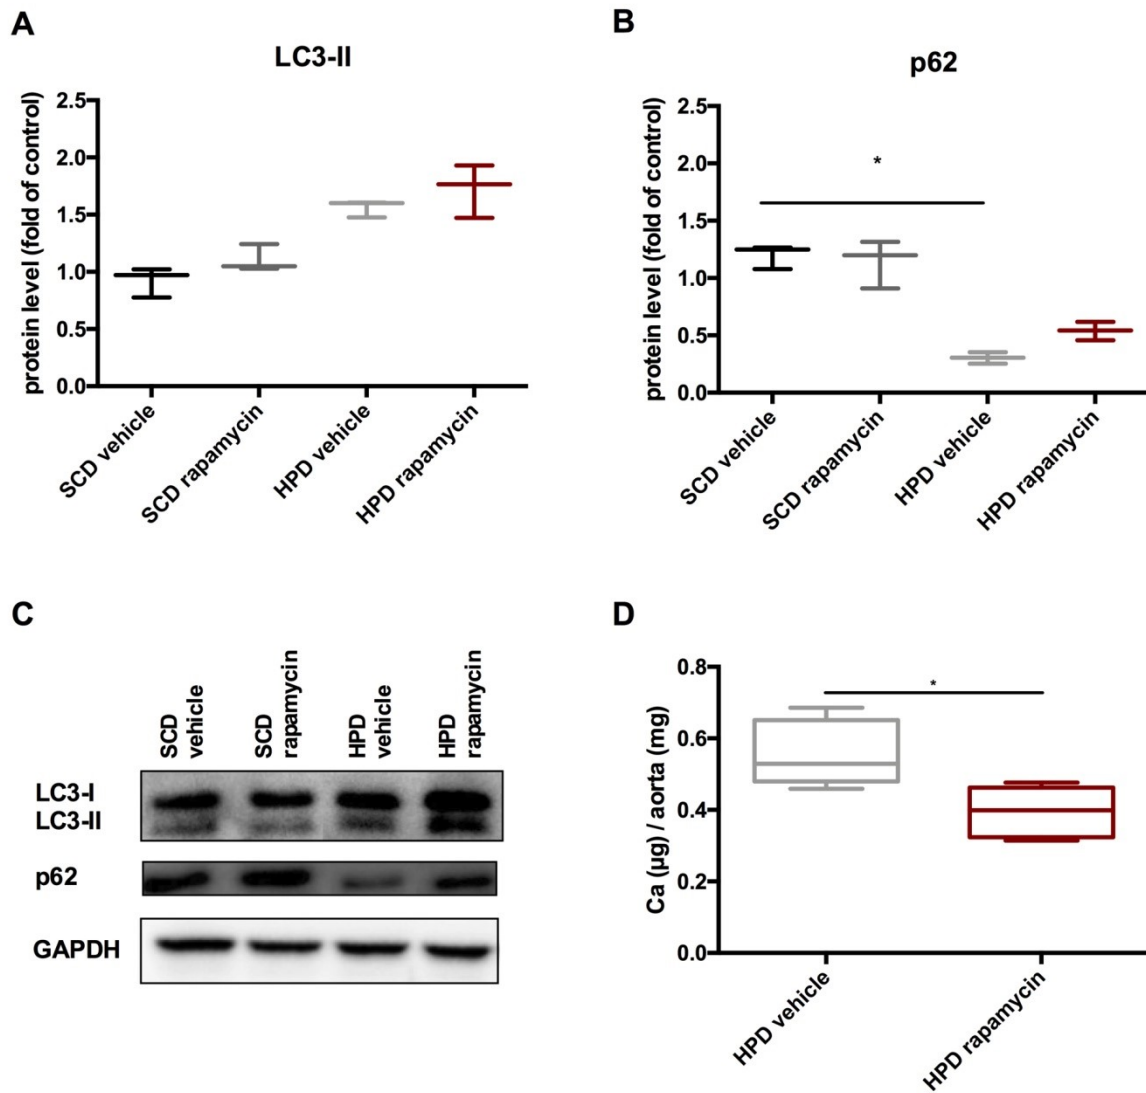 A
LC3-II
protein level (fold of control)
2.5
2.0
1.5
1.0
0.5
0.0
SCD vehicle
SCD rapamycin
HPD vehicle
HPD rapamycin
B
p62
protein level (fold of control)
2.5
2.0
1.5
1.0
0.5
0.0
*
SCD vehicle
SCD rapamycin
HPD vehicle
HPD rapamycin
C
SCD
vehicle
SCD
rapamycin
HPD
vehicle
HPD
rapamycin
LC3-I
LC3-II
p62
GAPDH
D
Ca (µg) / aorta (mg)
0.8
0.6
0.4
0.2
0.0
*
HPD vehicle
HPD rapamycin